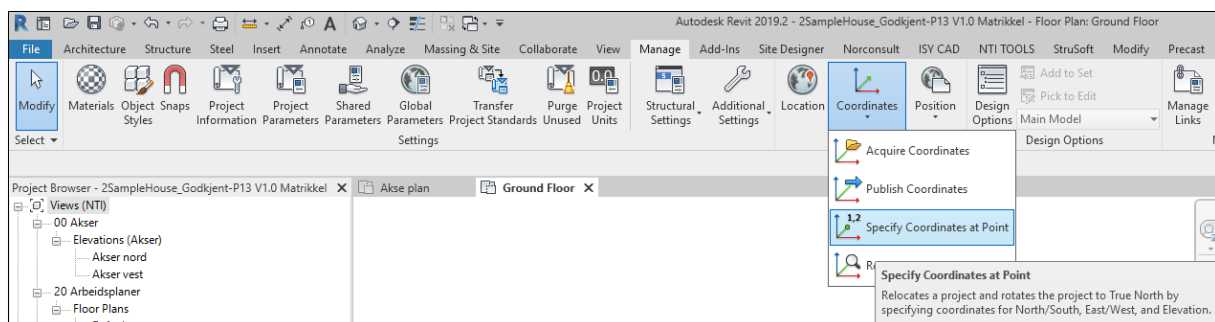 Autodesk Revit 2019.2 - 2SampleHouse_Godkjent-P13 V1.0 Matrikkel - Floor Plan: Ground Floor
File Architecture Structure Steel Insert Annotate Analyze Massing & Site Collaborate View Manage Add-Ins Site Designer Norconsult ISY CAD NTI TOOLS StruSoft Modify Precast
Modify Materials Object Styles Snaps Project Information Project Parameters Shared Parameters Global Parameters Transfer Project Standards Purge Unused Project Units Structural Settings Additional Settings Location Coordinates Position Design Options Add to Set Pick to Edit Main Model Manage Links
Select Settings Design Options
Acquire Coordinates
Publish Coordinates
1,2 Specify Coordinates at Point
Specify Coordinates at Point
Relocates a project and rotates the project to True North by
specifying coordinates for North/South, East/West, and Elevation.
Project Browser - 2SampleHouse_Godkjent-P13 V1.0 Matrikkel X Akse plan Ground Floor X
Views (NTI)
00 Akser
Elevations (Akser)
Akser nord
Akser vest
20 Arbeidsplaner
Floor Plans